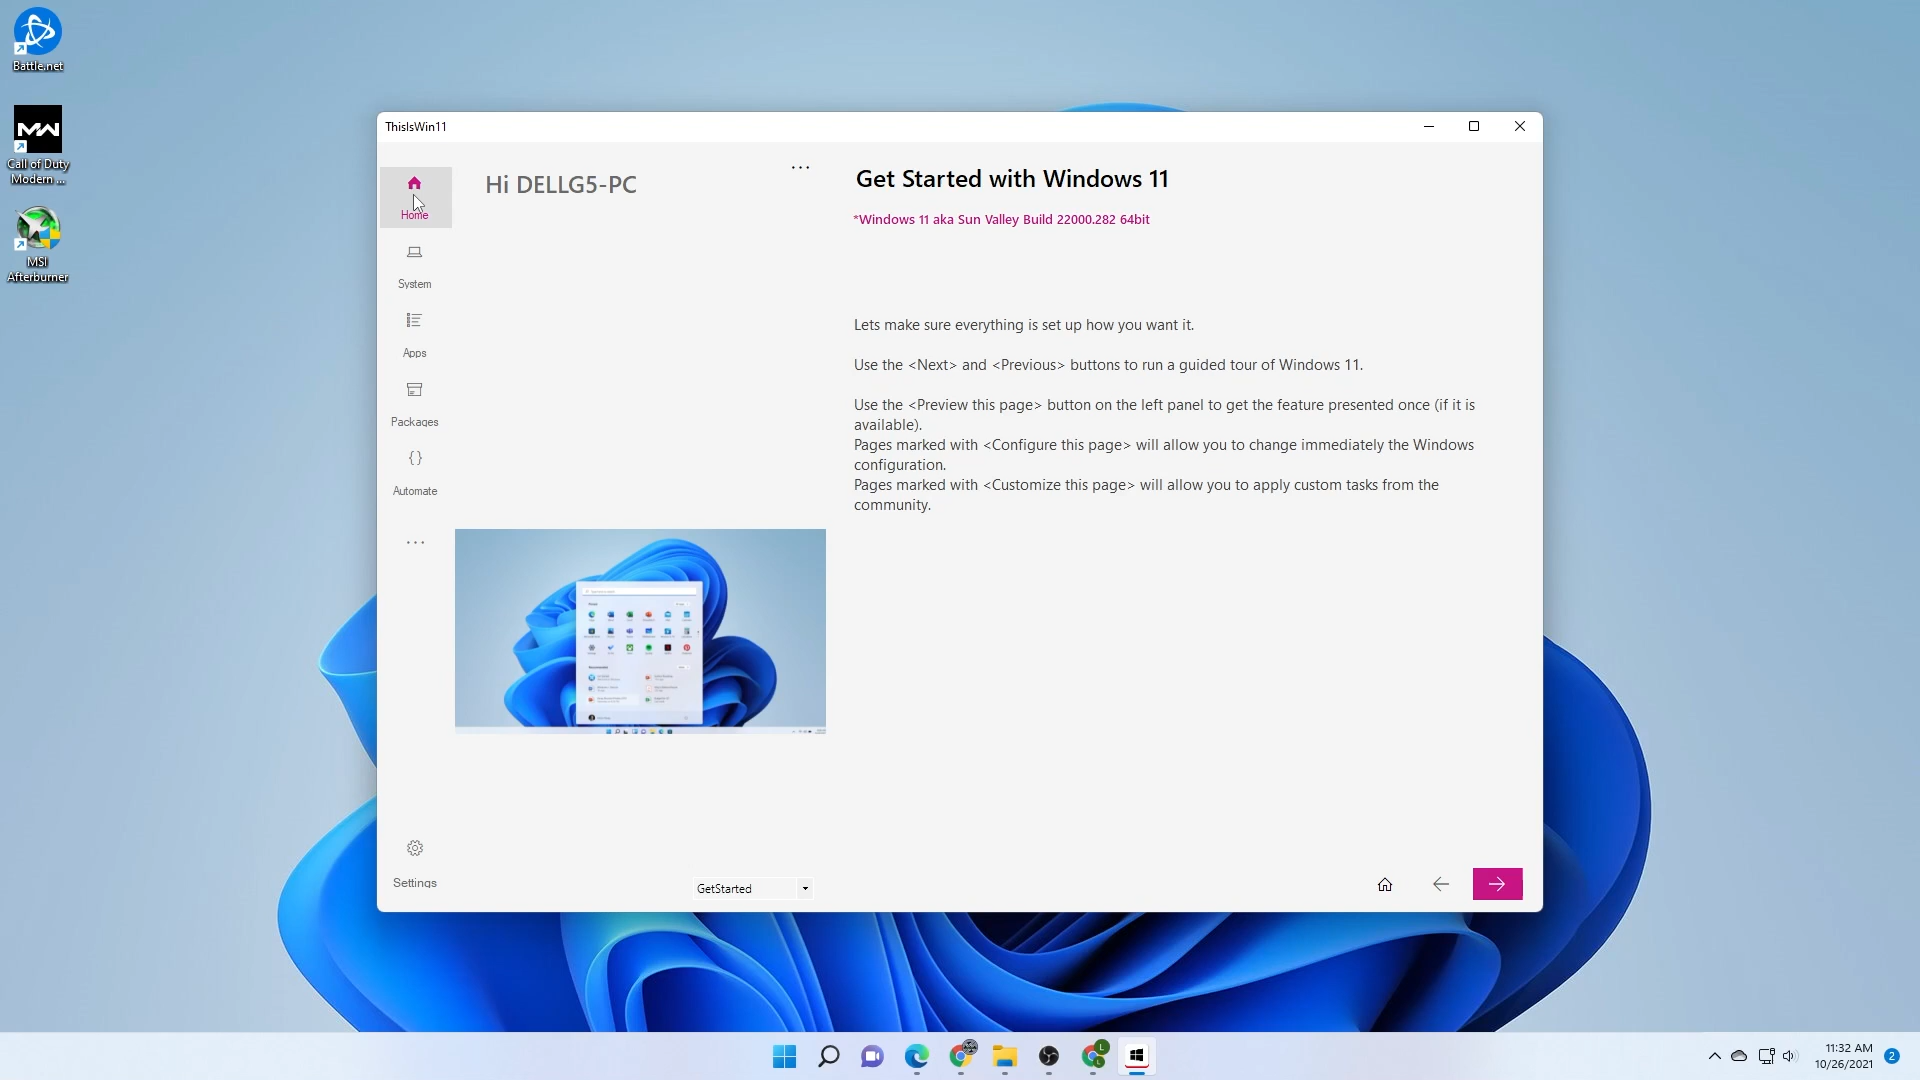 Battle.net
MW
Call of Duty
Modern ...
MSI
Afterburner
ThisIsWin11
Home
System
Apps
Packages
Automate
Settings
Hi DELLG5-PC
...
GetStarted
Get Started with Windows 11
*Windows 11 aka Sun Valley Build 22000.282 64bit
Lets make sure everything is set up how you want it.
Use the <Next> and <Previous> buttons to run a guided tour of Windows 11.
Use the <Preview this page> button on the left panel to get the feature presented once (if it is
available).
Pages marked with <Configure this page> will allow you to change immediately the Windows
configuration.
Pages marked with <Customize this page> will allow you to apply custom tasks from the
community.
L
11:32 AM
10/26/2021
2